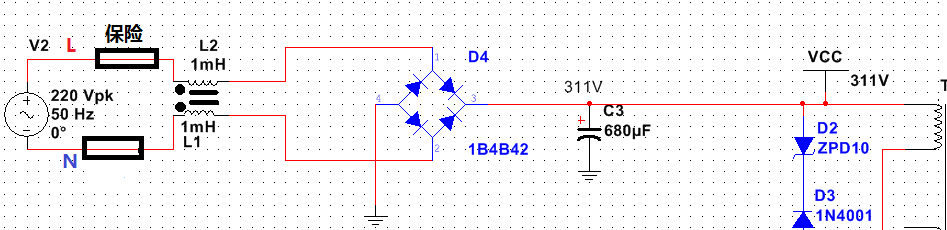 保险
V2
L
L2
1mH
D4
VCC
1
311V
311V
T
220 Vpk
50 Hz
0°
4
3
C3
680µF
1mH
L1
D2
ZPD10
N
2
1B4B42
D3
1N4001